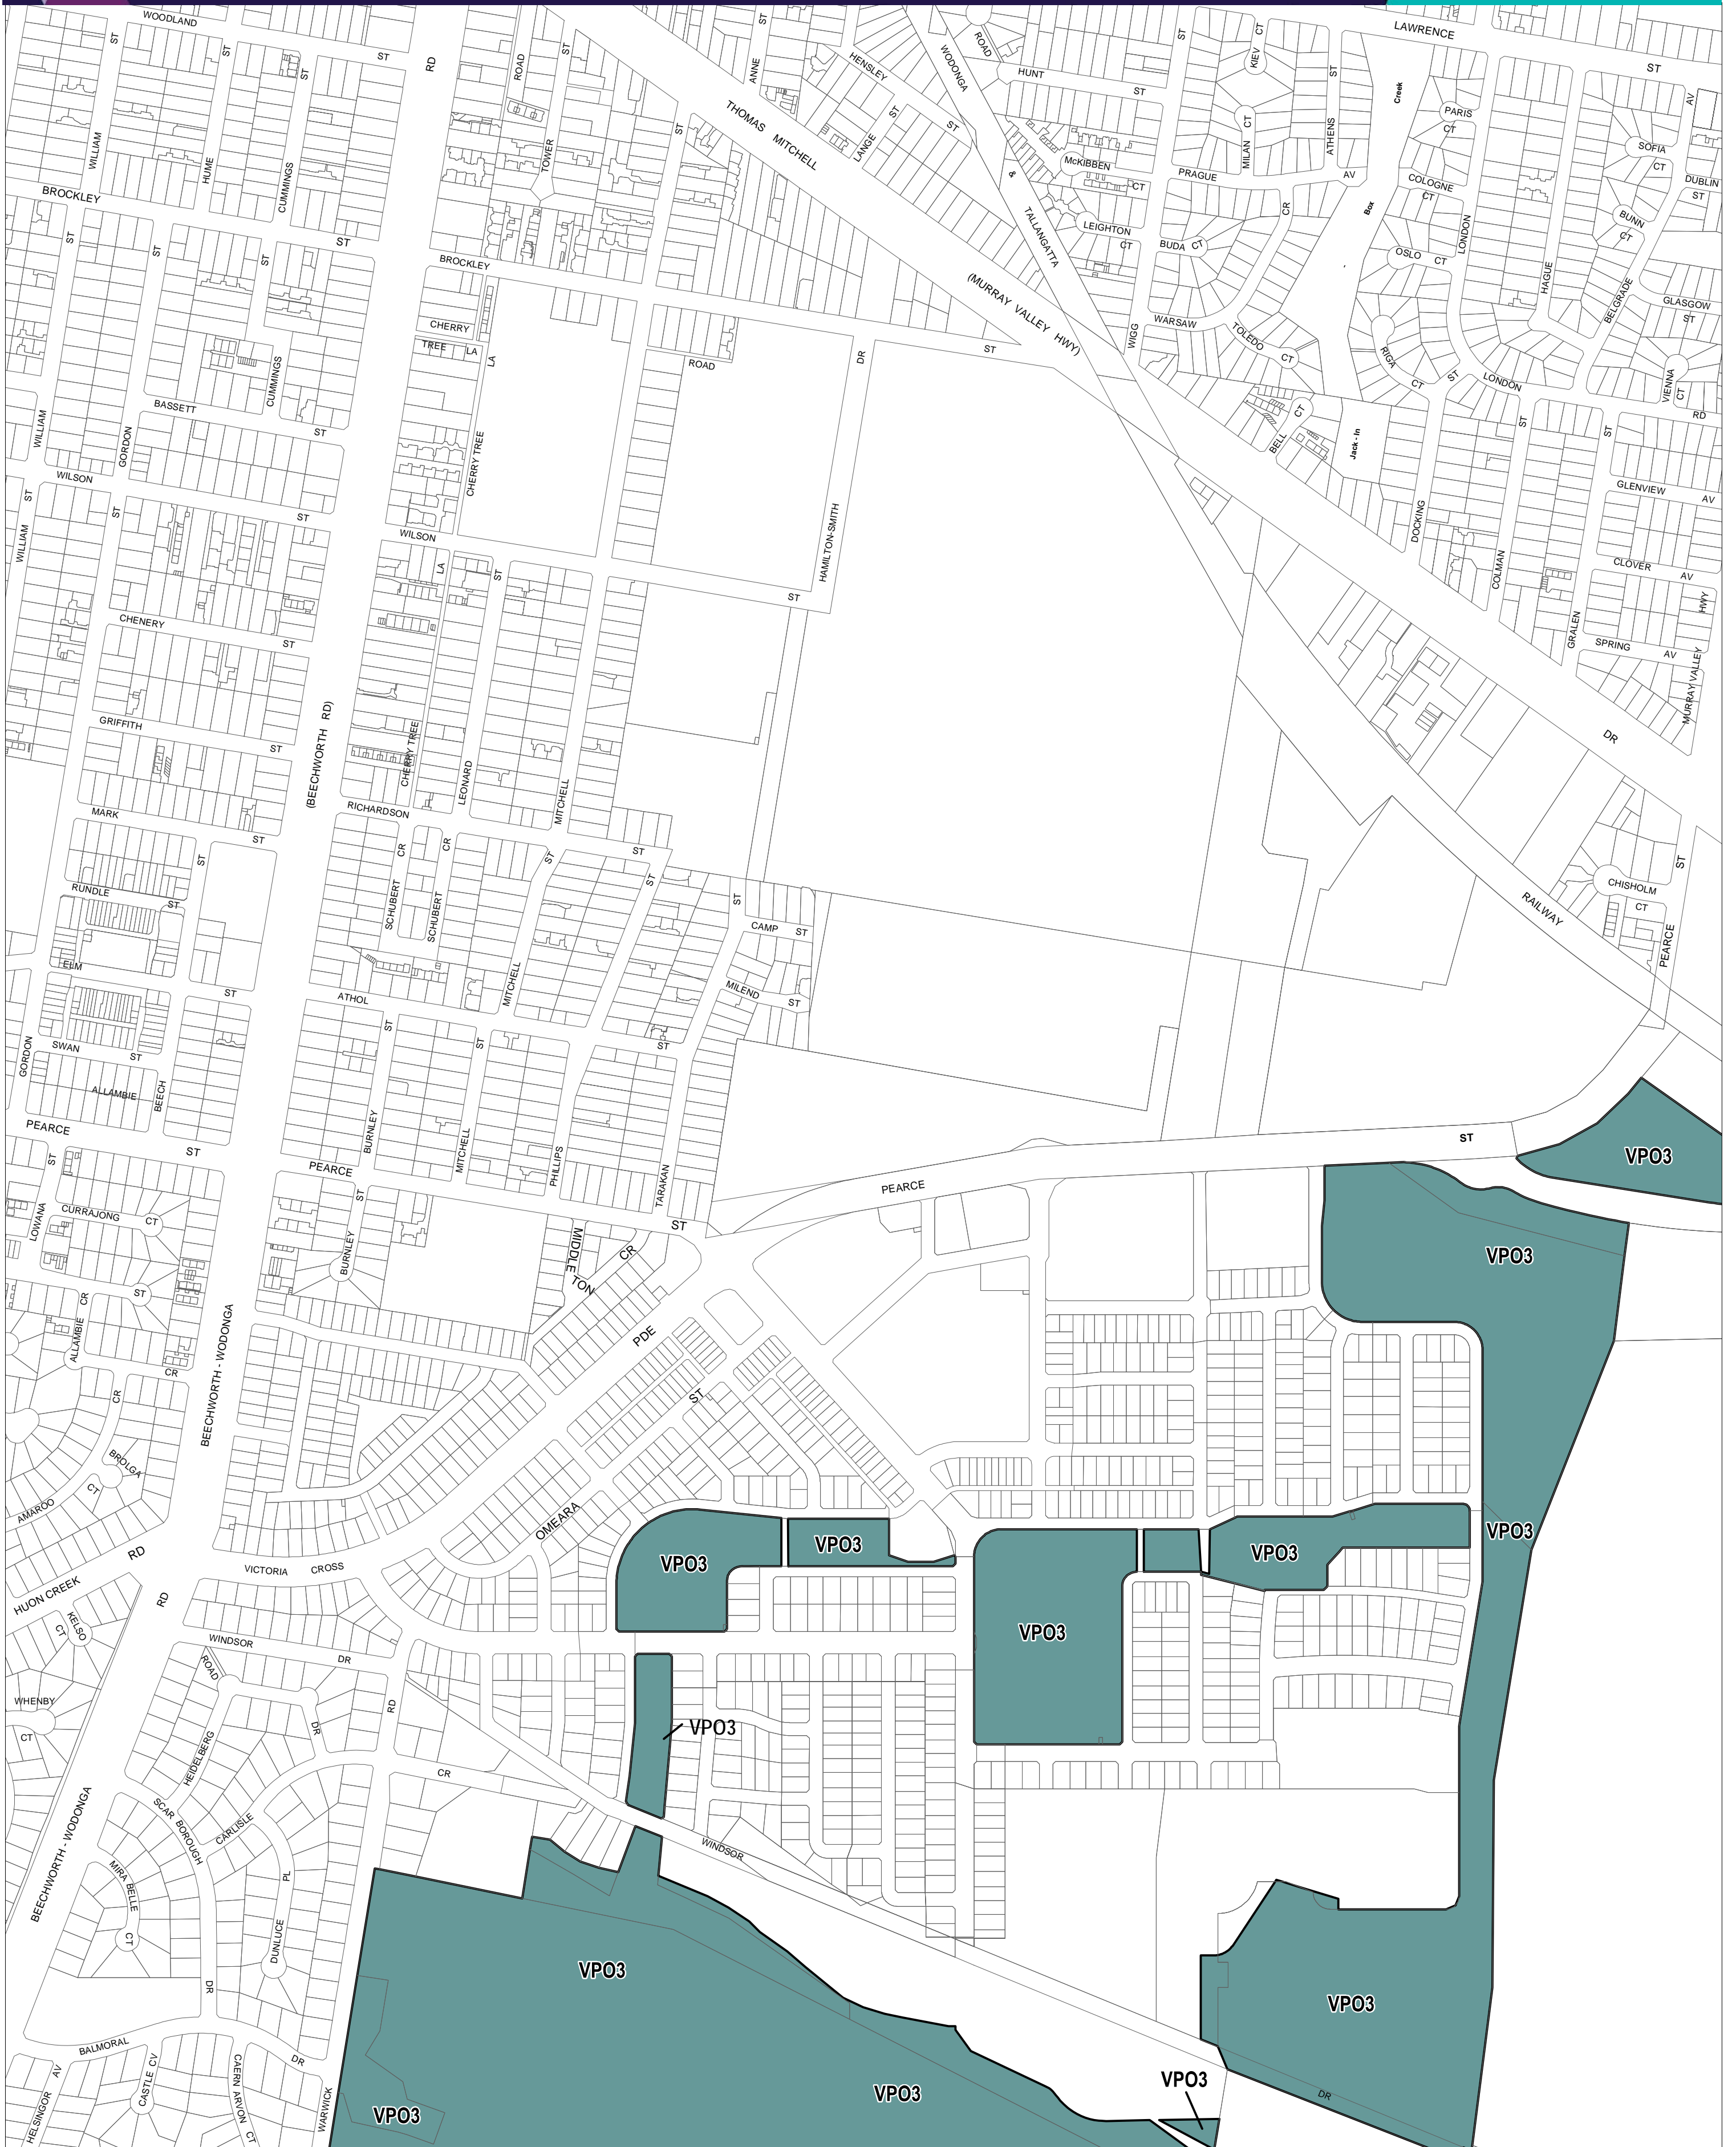 WOODLAND
ST
ST
ST
ST
RD
ROAD
ST
ST
ANNE
HENSLEY
ROAD
WODONGA
HUNT
ST
ST
KIEV CT
ST
LAWRENCE
ST
Creek
PARIS
CT
AV
THOMAS MITCHELL
LANGE
ST
ST
ST
McKIBBEN
CT
MILAN CT
ATHENS
SOFIA
CT
WILLIAM
HUME
CUMMINGS
TOWER
&
PRAGUE
AV
COLOGNE
CT
DUBLIN
ST
BROCKLEY
ST
ST
ST
ST
BROCKLEY
TALLANGATTA
LEIGHTON
CT
CR
Box
BUNN
CT
BUDA CT
OSLO CT
LONDON
HAGUE
BELGRADE
GLASGOW
ST
(MURRAY VALLEY HWY)
WARSAW
TOLEDO
CT
WIGG
RIGA
CT
ST
LONDON
VIENNA
CT
RD
CHERRY
TREE LA
LA
ROAD
DR
ST
CUMMINGS
BASSETT
ST
WILLIAM
GORDON
CHERRY TREE
BELL
CT
Jack - In
ST
ST
WILSON
ST
ST
ST
WILSON
WILLIAM
HAMILTON-SMITH
DOCKING
COLMAN
GRALEN
GLENVIEW
AV
CLOVER
AV
HWY
SPRING
AV
MURRAY VALLEY
LA
ST
ST
CHENERY
ST
(BEECHWORTH RD)
GRIFFITH
ST
CHERRY TREE
LEONARD
MITCHELL
DR
MARK
ST
RICHARDSON
ST
ST
CR
CR
ST
ST
ST
RUNDLE
ST
SCHUBERT
SCHUBERT
CAMP
ST
CHISHOLM
CT
ST
RAILWAY
PEARCE
ELM
ST
MITCHELL
MILEND
ST
ATHOL
ST
ST
ST
GORDON
SWAN
ST
ALLAMBIE
BEECH
BURNLEY
MITCHELL
PHILLIPS
TARAKAN
PEARCE
ST
ST
PEARCE
ST
ST
PEARCE
ST
VPO3
LOWANA
CURRAJONG
CT
BURNLEY
MIDDLE
TON
CR
VPO3
ST
CR
ALLAMBIE
BEECHWORTH - WODONGA
PDE
CR
CR
ST
BROLGA
CT
AMAROO
OMEARA
RD
VPO3
VPO3
VPO3
VPO3
VICTORIA CROSS
HUON CREEK
RD
KELSO
CT
VPO3
WINDSOR
DR
ROAD
RD
WHENBY
CT
DR
VPO3
HEIDELBERG
CR
SCAR BOROUGH
CARLISLE
WINDSOR
BEECHWORTH - WODONGA
MIRA BELLE
CT
PL
DUNLUCE
DR
VPO3
VPO3
BALMORAL
DR
AV
HELSINGOR
CASTLE CV
CAERN ARVON
CT
WARWICK
VPO3
VPO3
VPO3
DR